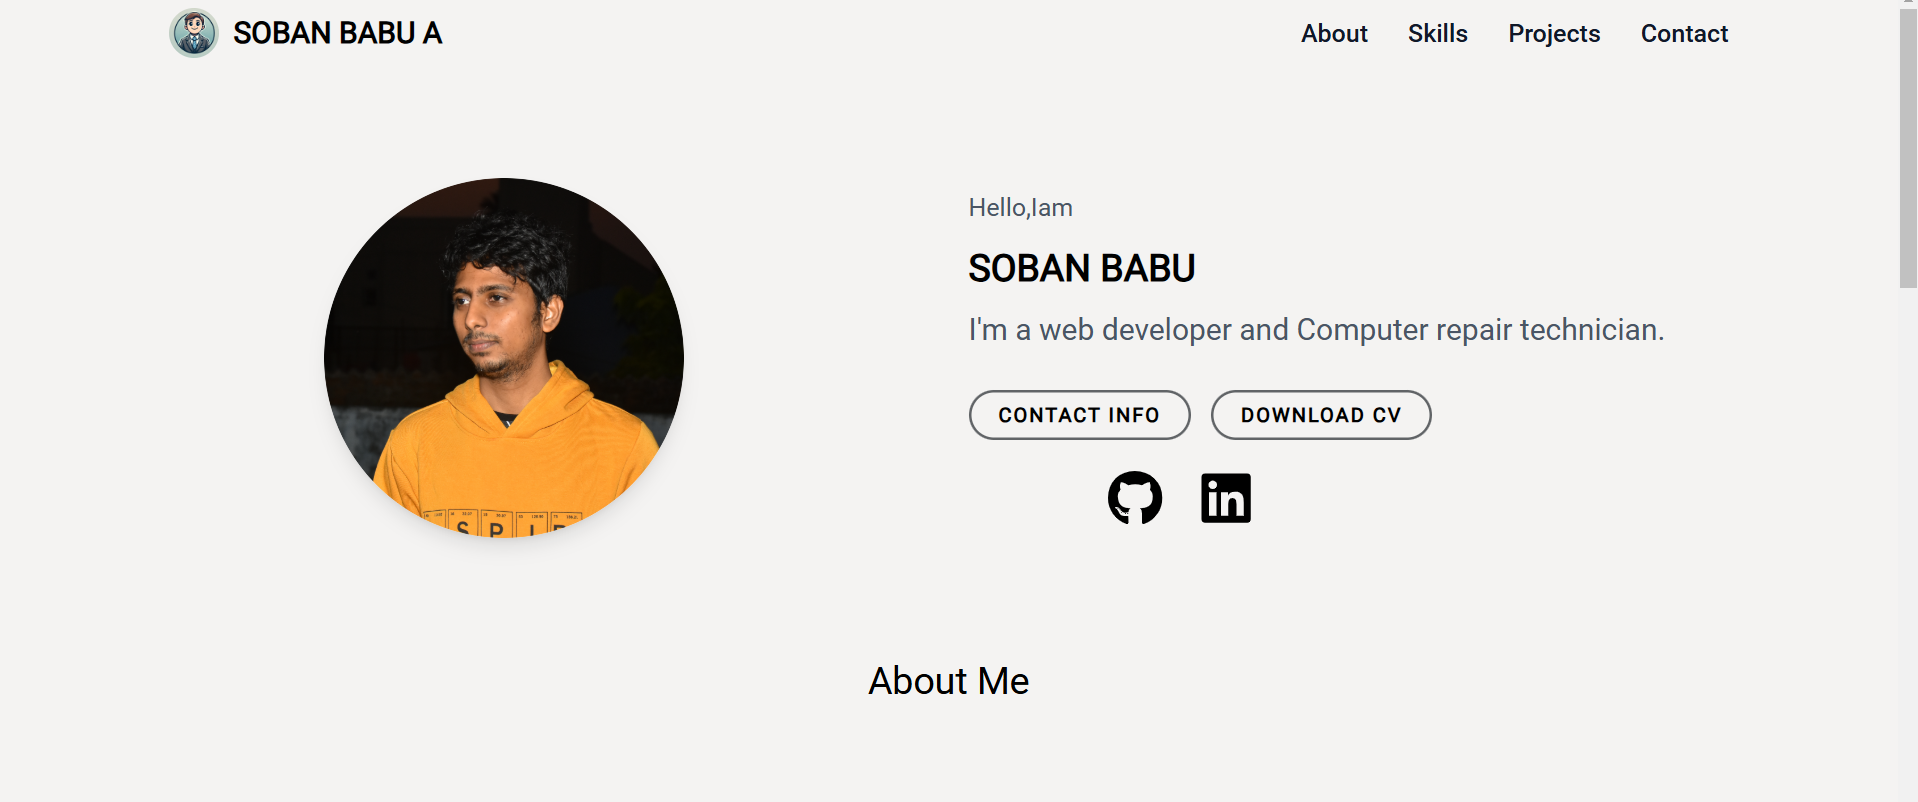 SOBAN BABU A
About Skills Projects Contact
Hello,Iam
SOBAN BABU
I'm a web developer and Computer repair technician.
CONTACT INFO DOWNLOAD CV
in
S P I
About Me